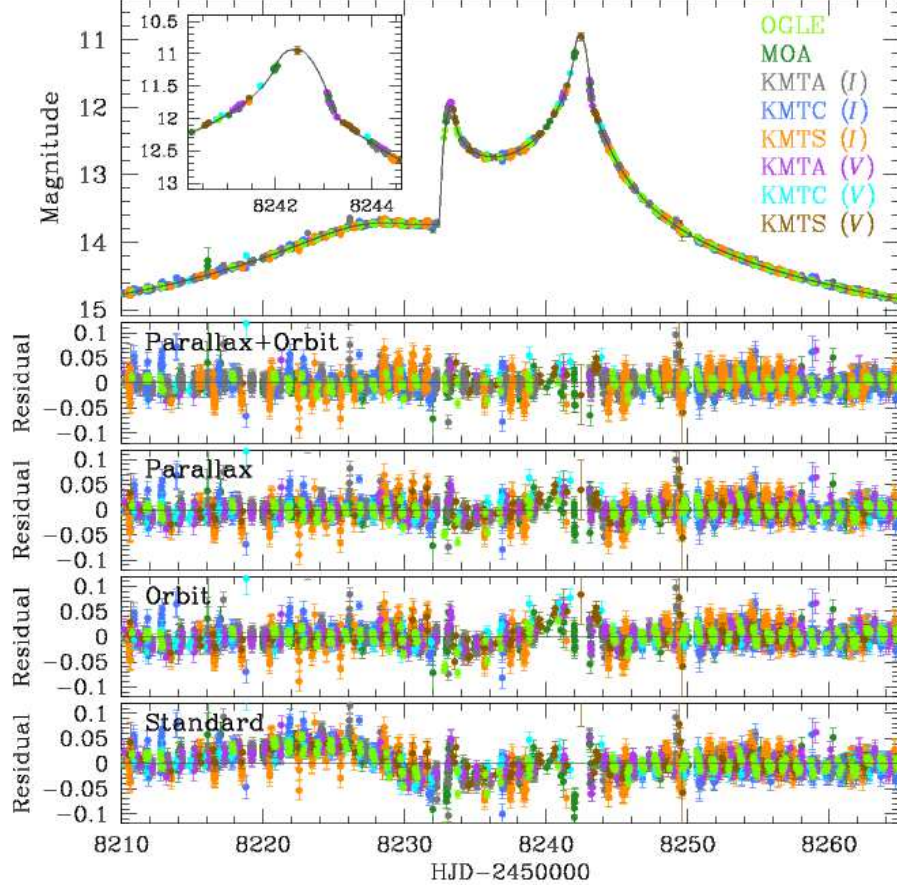 10.5
11
11.5
12
12.5
13
8242
8244
11
12
13
14
15
Magnitude
OGLE
MOA
KMTA (I)
KMTC (I)
KMTS (I)
KMTA (V)
KMTC (V)
KMTS (V)
Parallax+Orbit
0.1
0.05
0
−0.05
−0.1
Residual
Parallax
0.1
0.05
0
−0.05
−0.1
Residual
Orbit
0.1
0.05
0
−0.05
−0.1
Residual
Standard
0.1
0.05
0
−0.05
−0.1
Residual
8210 8220 8230 8240 8250 8260
HJD−2450000